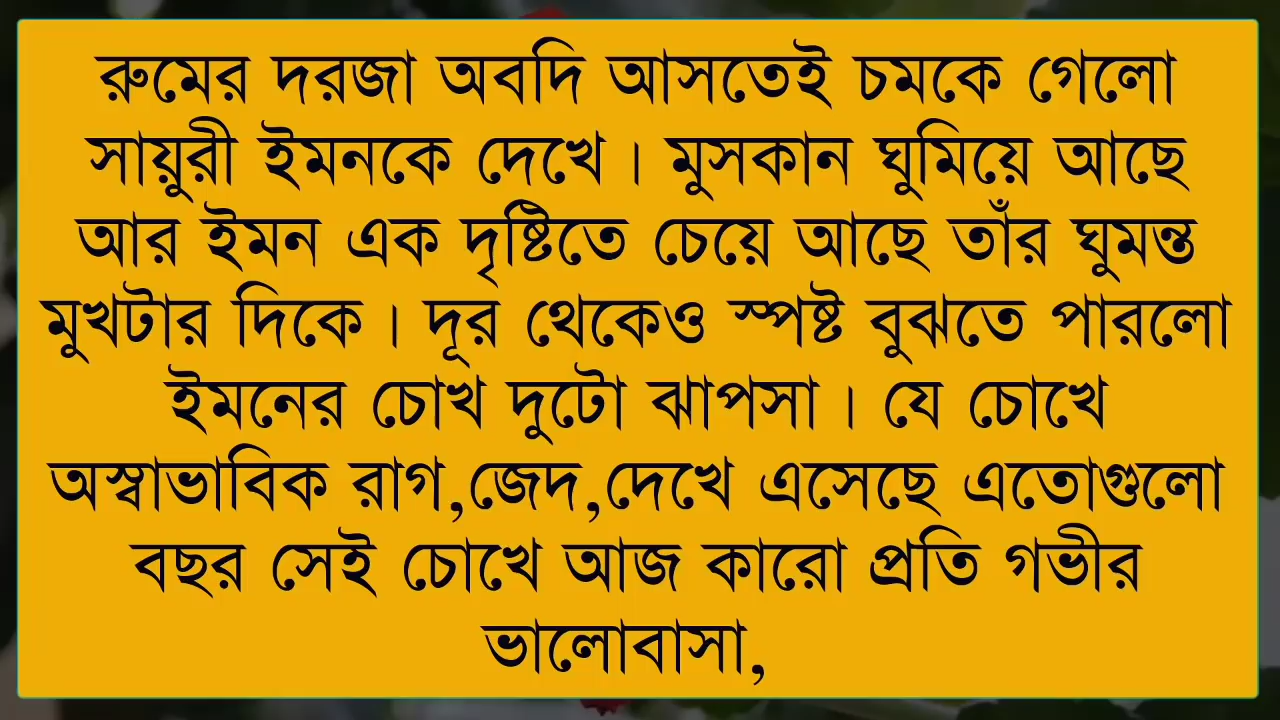 রুমের দরজা অবদি আসতেই চমকে গেলো
সায়ুরী ইমনকে দেখে। মুসকান ঘুমিয়ে আছে
আর ইমন এক দৃষ্টিতে চেয়ে আছে তাঁর ঘুমন্ত
মুখটার দিকে। দূর থেকেও স্পষ্ট বুঝতে পারলো
ইমনের চোখ দুটো ঝাপসা। যে চোখে
অস্বাভাবিক রাগ,জেদ,দেখে এসেছে এতোগুলো
বছর সেই চোখে আজ কারো প্রতি গভীর
ভালোবাসা,